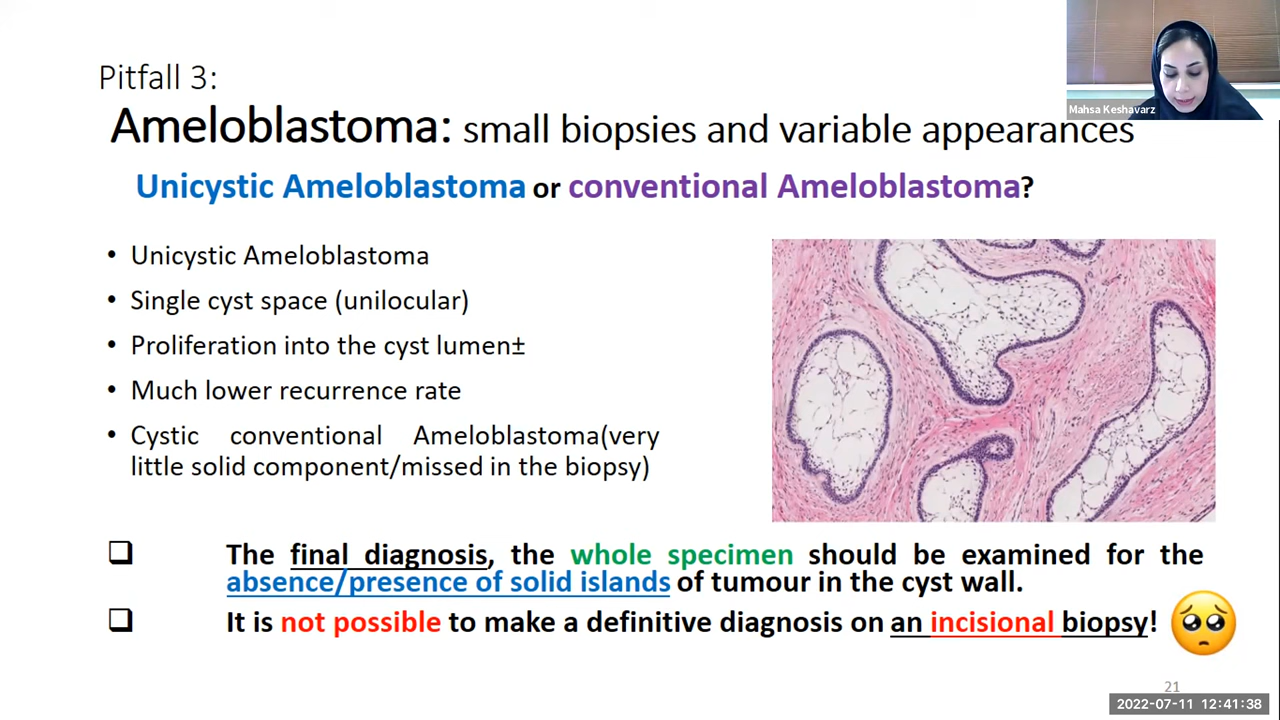 Pitfall 3:
Mahsa Keshavarz
Ameloblastoma: small biopsies and variable appearances
Unicystic Ameloblastoma or conventional Ameloblastoma?
• Unicystic Ameloblastoma
• Single cyst space (unilocular)
• Proliferation into the cyst lumen±
• Much lower recurrence rate
• Cystic conventional Ameloblastoma(very
little solid component/missed in the biopsy)
❑ The final diagnosis, the whole specimen should be examined for the
absence/presence of solid islands of tumour in the cyst wall.
❑ It is not possible to make a definitive diagnosis on an incisional biopsy!
21
2022-07-11 12:41:38